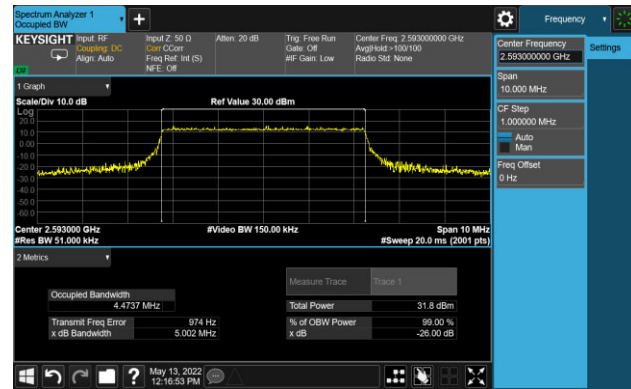 Spectrum Analyzer 1
Occupied BW
Frequency
KEYSIGHT
Input: RF
Coupling: DC
Align: Auto
Input Z: 50 Ω
Corr CCorr
Freq Ref: Int (S)
NFE: Off
Atten: 20 dB
Trig: Free Run
Gate: Off
#IF Gain: Low
Center Freq: 2.593000000 GHz
Avg|Hold:>100/100
Radio Std: None
LXI
Center Frequency
2.593000000 GHz
Settings
Span
10.000 MHz
CF Step
1.000000 MHz
Auto
Man
Freq Offset
0 Hz
1 Graph
Scale/Div 10.0 dB
Ref Value 30.00 dBm
Log
20.0
10.0
0.00
-10.0
-20.0
-30.0
-40.0
-50.0
-60.0
Center 2.593000 GHz
#Video BW 150.00 kHz
Span 10 MHz
#Res BW 51.000 kHz
#Sweep 20.0 ms (2001 pts)
2 Metrics
Measure Trace
Trace 1
Occupied Bandwidth
4.4737 MHz
Total Power
31.8 dBm
Transmit Freq Error
974 Hz
% of OBW Power
99.00 %
x dB Bandwidth
5.002 MHz
x dB
-26.00 dB
?
May 13, 2022
12:16:53 PM